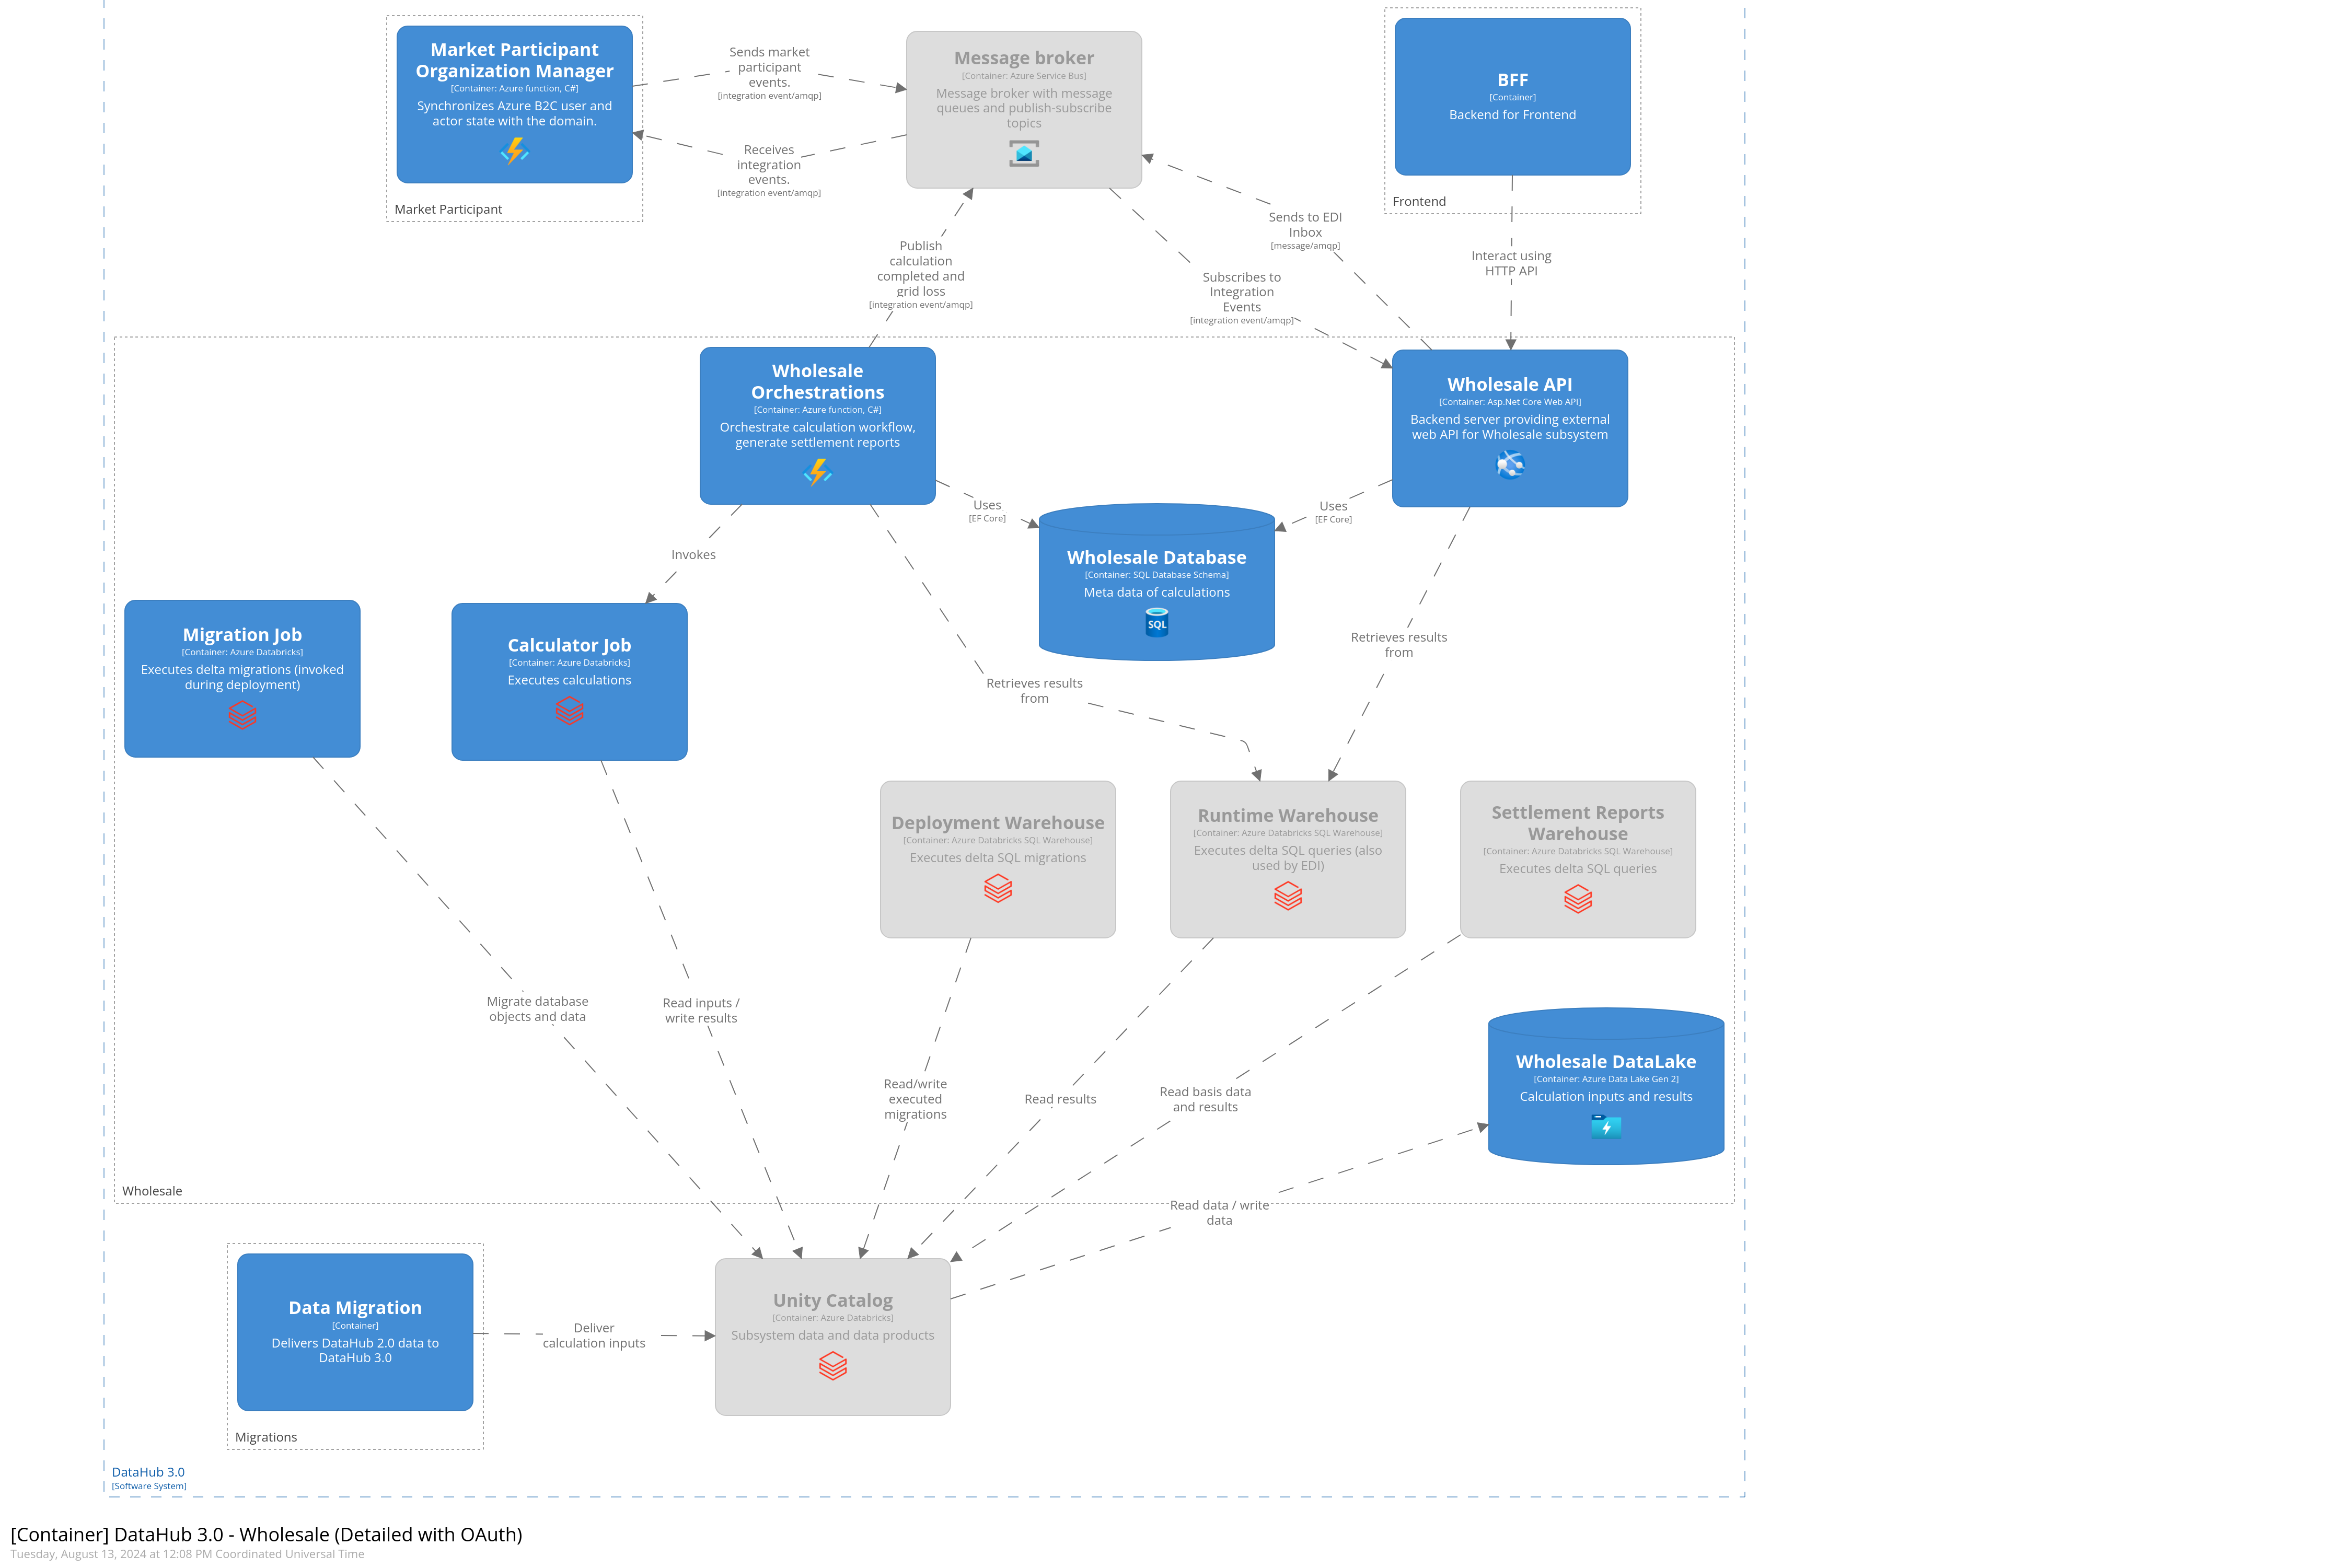 Market Participant
Organization Manager
[Container: Azure function, C#]
Synchronizes Azure B2C user and
actor state with the domain.
Market Participant
Sends market
participant
events.
[integration event/amqp]
Receives
integration
events.
[integration event/amqp]
Message broker
[Container: Azure Service Bus]
Message broker with message
queues and publish-subscribe
topics
BFF
[Container]
Backend for Frontend
Frontend
Publish
calculation
completed and
grid loss
[integration event/amqp]
Sends to EDI
Inbox
[message/amqp]
Subscribes to
Integration
Events
[integration event/amqp]
Interact using
HTTP API
Wholesale
Orchestrations
[Container: Azure function, C#]
Orchestrate calculation workflow,
generate settlement reports
Wholesale API
[Container: Asp.Net Core Web API]
Backend server providing external
web API for Wholesale subsystem
Uses
[EF Core]
Uses
[EF Core]
Invokes
Wholesale Database
[Container: SQL Database Schema]
Meta data of calculations
SQL
Migration Job
[Container: Azure Databricks]
Executes delta migrations (invoked
during deployment)
Calculator Job
[Container: Azure Databricks]
Executes calculations
Retrieves results
from
Retrieves results
from
Deployment Warehouse
[Container: Azure Databricks SQL Warehouse]
Executes delta SQL migrations
Runtime Warehouse
[Container: Azure Databricks SQL Warehouse]
Executes delta SQL queries (also
used by EDI)
Settlement Reports
Warehouse
[Container: Azure Databricks SQL Warehouse]
Executes delta SQL queries
Migrate database
objects and data
Read inputs /
write results
Read/write
executed
migrations
Read results
Read basis data
and results
Wholesale DataLake
[Container: Azure Data Lake Gen 2]
Calculation inputs and results
Wholesale
Read data / write
data
Data Migration
[Container]
Delivers DataHub 2.0 data to
DataHub 3.0
Migrations
Deliver
calculation inputs
Unity Catalog
[Container: Azure Databricks]
Subsystem data and data products
DataHub 3.0
[Software System]
[Container] DataHub 3.0 - Wholesale (Detailed with OAuth)
Tuesday, August 13, 2024 at 12:08 PM Coordinated Universal Time